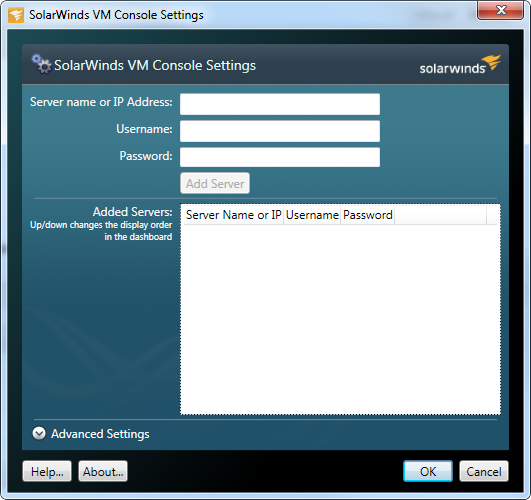 SolarWinds VM Console Settings
SolarWinds VM Console Settings
solarwinds
Server name or IP Address:
Username:
Password:
Add Server
Added Servers:
Up/down changes the display order
in the dashboard
Server Name or IP Username Password
Advanced Settings
Help... About... OK Cancel